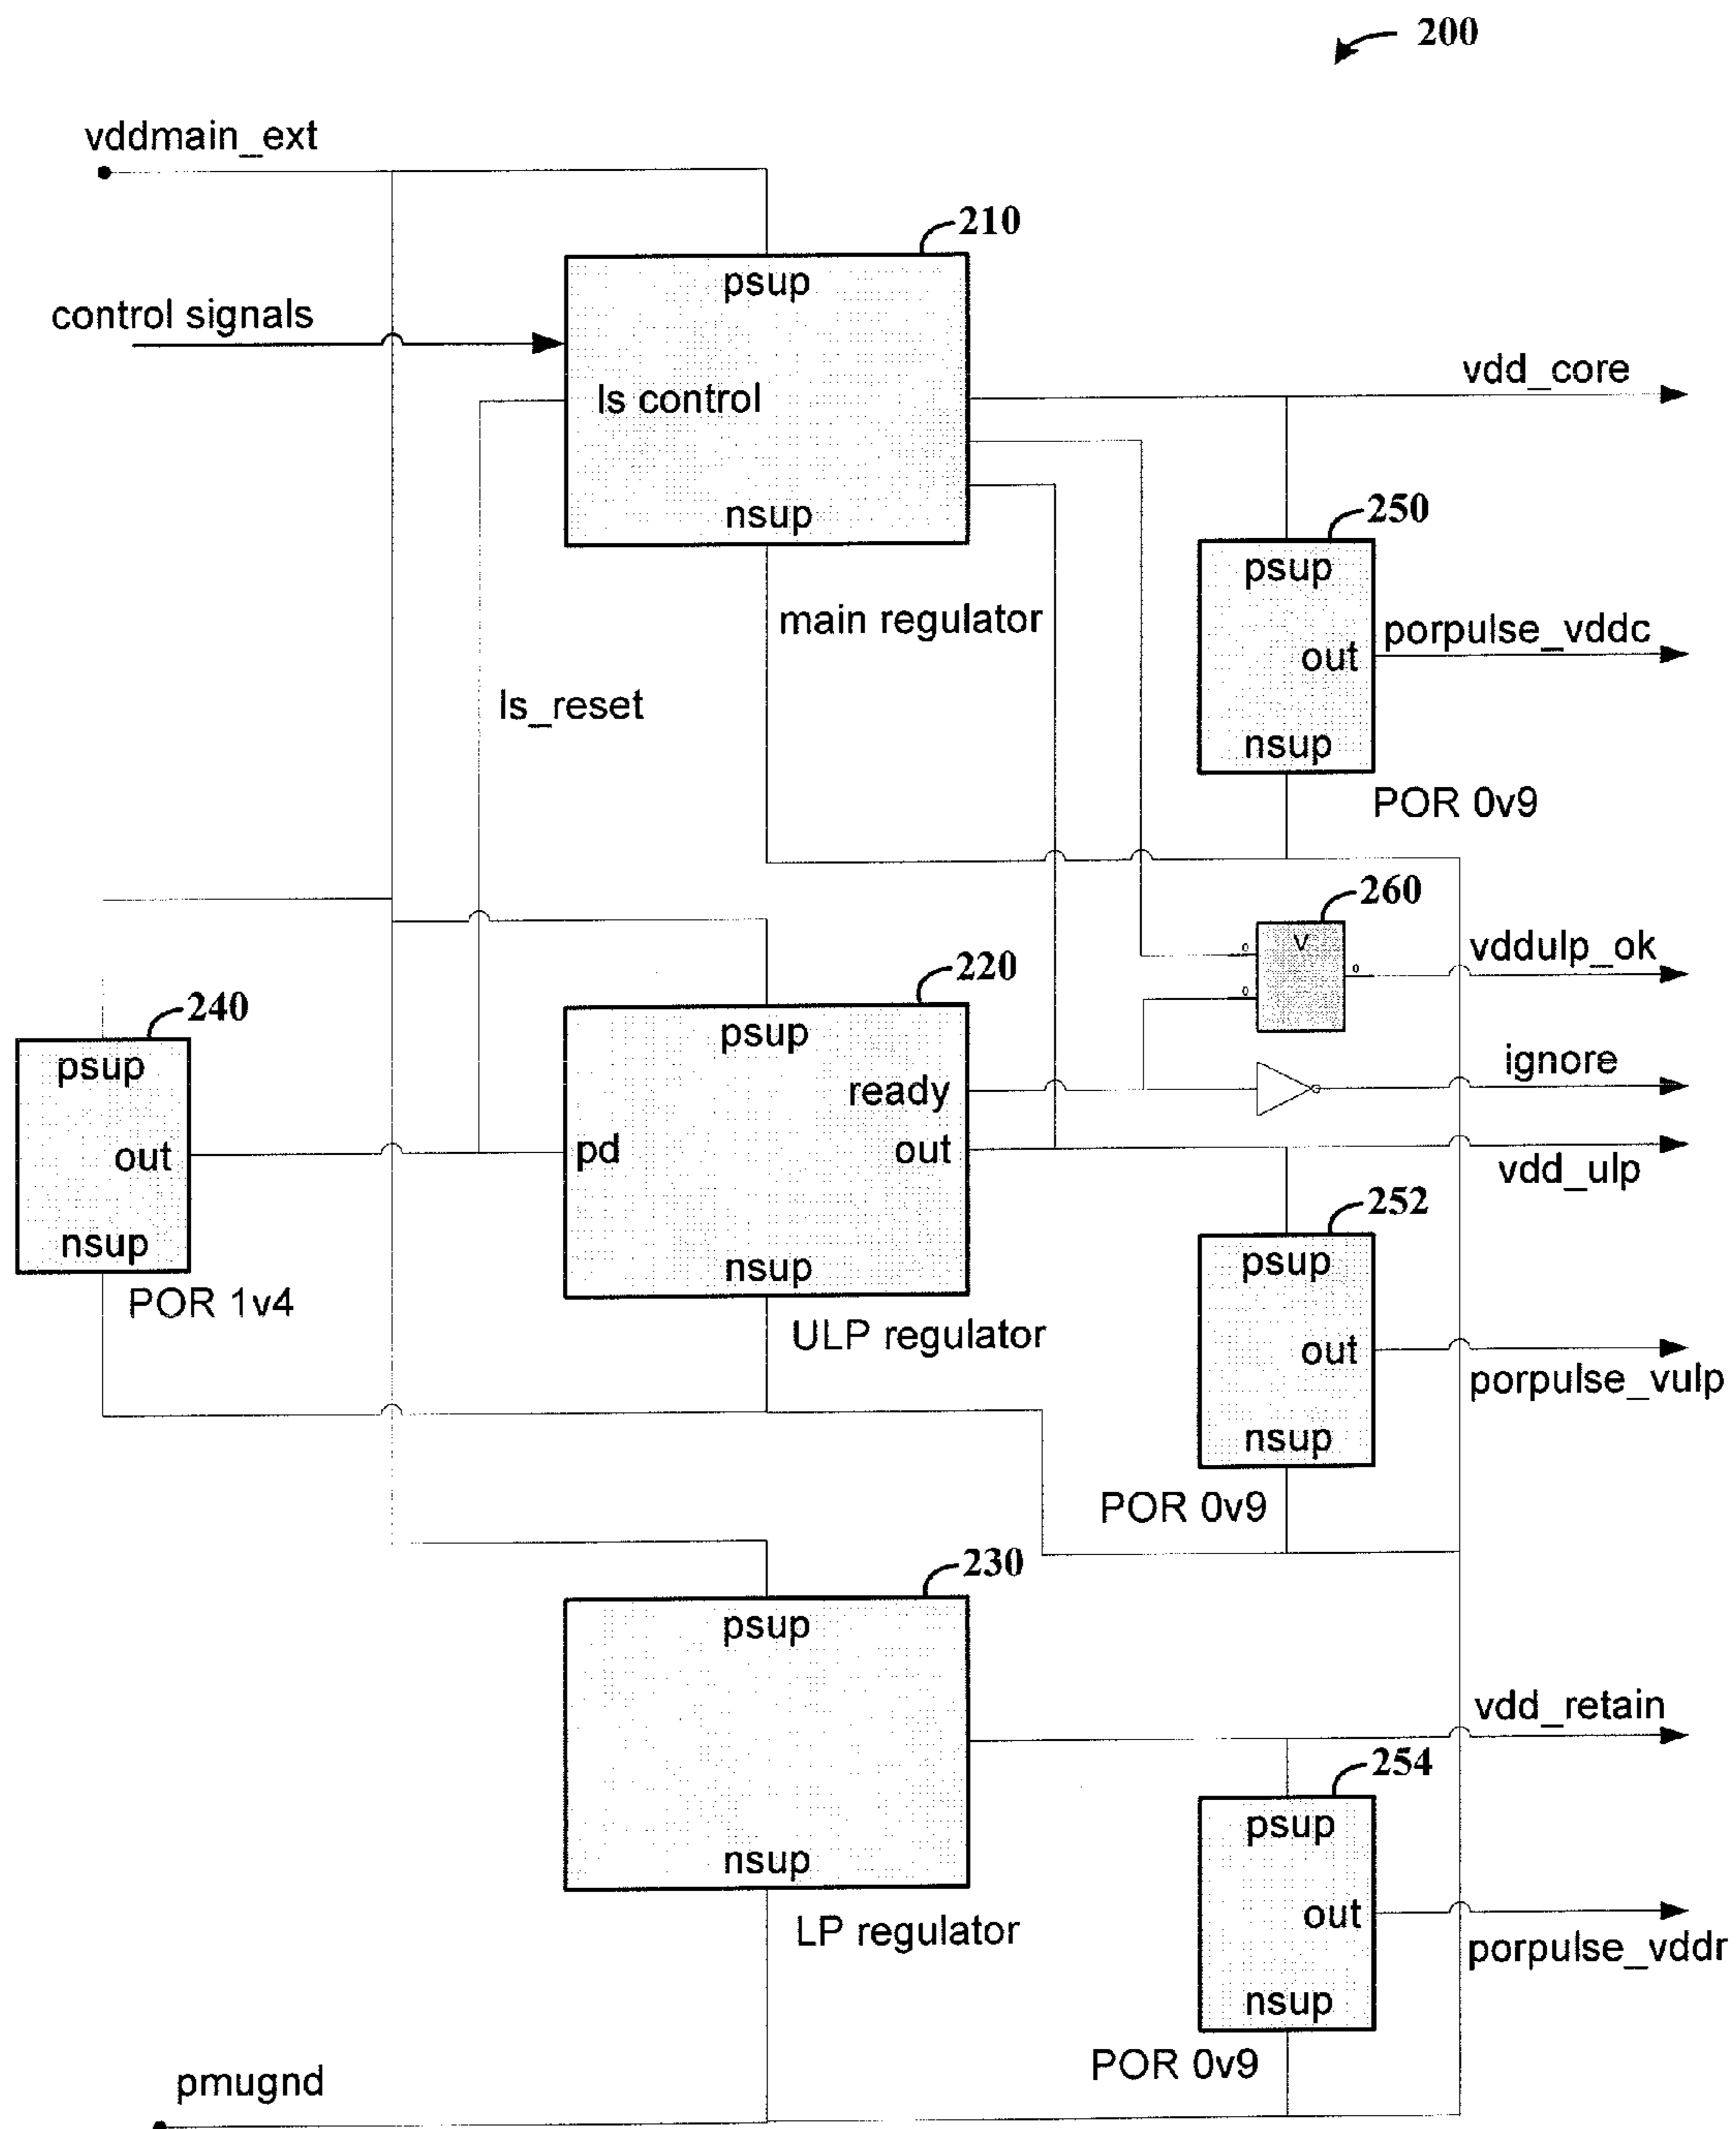 200
vddmain_ext
210
psup
control signals
ls control
vdd_core
nsup
250
psup
main regulator
porpulse_vddc
out
ls_reset
nsup
POR 0v9
260
v
vddulp_ok
220
240
psup
psup
ignore
ready
out
pd
out
vdd_ulp
252
nsup
nsup
psup
POR 1v4
ULP regulator
out
porpulse_vulp
nsup
POR 0v9
230
psup
vdd_retain
254
psup
nsup
out
LP regulator
porpulse_vddr
nsup
POR 0v9
pmugnd